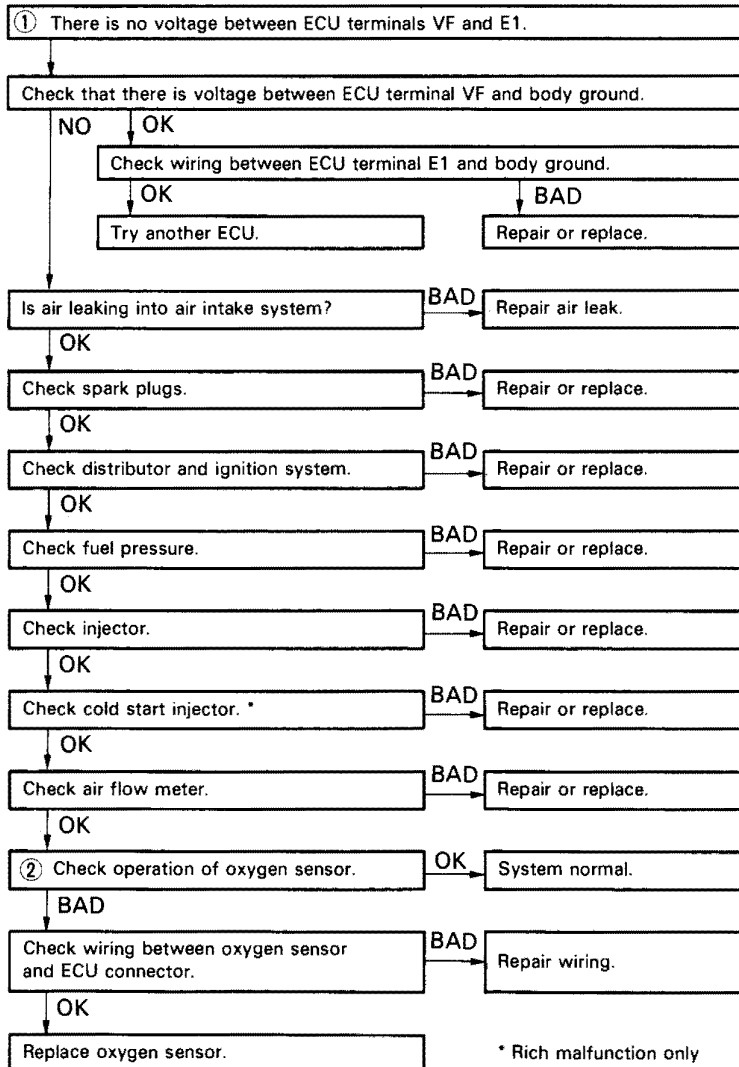 ① There is no voltage between ECU terminals VF and E1.
Check that there is voltage between ECU terminal VF and body ground.
NO
OK
Check wiring between ECU terminal E1 and body ground.
OK
BAD
Try another ECU.
Repair or replace.
Is air leaking into air intake system?
BAD
Repair air leak.
OK
Check spark plugs.
BAD
Repair or replace.
OK
Check distributor and ignition system.
BAD
Repair or replace.
OK
Check fuel pressure.
BAD
Repair or replace.
OK
Check injector.
BAD
Repair or replace.
OK
Check cold start injector. *
BAD
Repair or replace.
OK
Check air flow meter.
BAD
Repair or replace.
OK
② Check operation of oxygen sensor.
OK
System normal.
BAD
Check wiring between oxygen sensor
and ECU connector.
BAD
Repair wiring.
OK
Replace oxygen sensor.
* Rich malfunction only